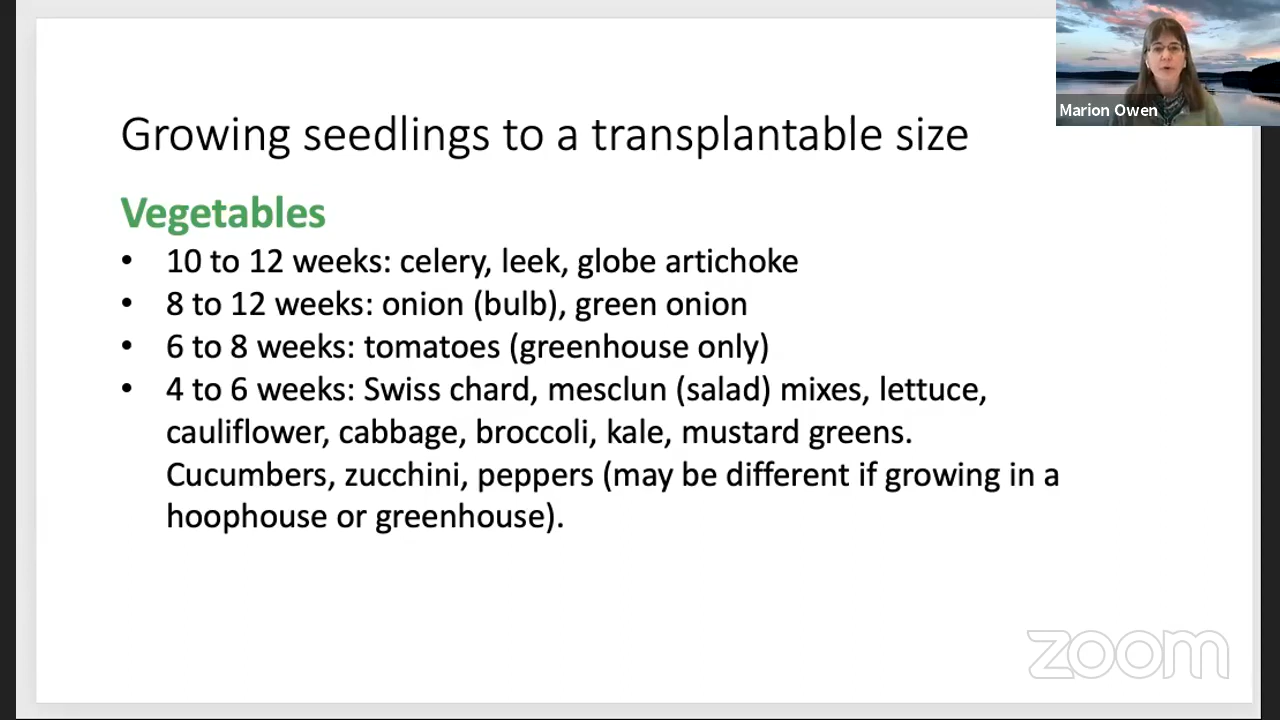 Marion Owen
Growing seedlings to a transplantable size
Vegetables
• 10 to 12 weeks: celery, leek, globe artichoke
• 8 to 12 weeks: onion (bulb), green onion
• 6 to 8 weeks: tomatoes (greenhouse only)
• 4 to 6 weeks: Swiss chard, mesclun (salad) mixes, lettuce,
cauliflower, cabbage, broccoli, kale, mustard greens.
Cucumbers, zucchini, peppers (may be different if growing in a
hoophouse or greenhouse).
zoom